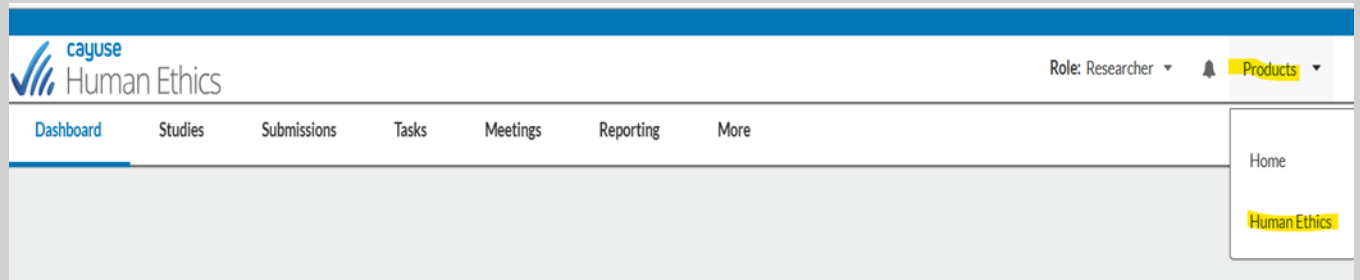 cayuse
Human Ethics
Role: Researcher Products
Dashboard Studies Submissions Tasks Meetings Reporting More
Home
Human Ethics